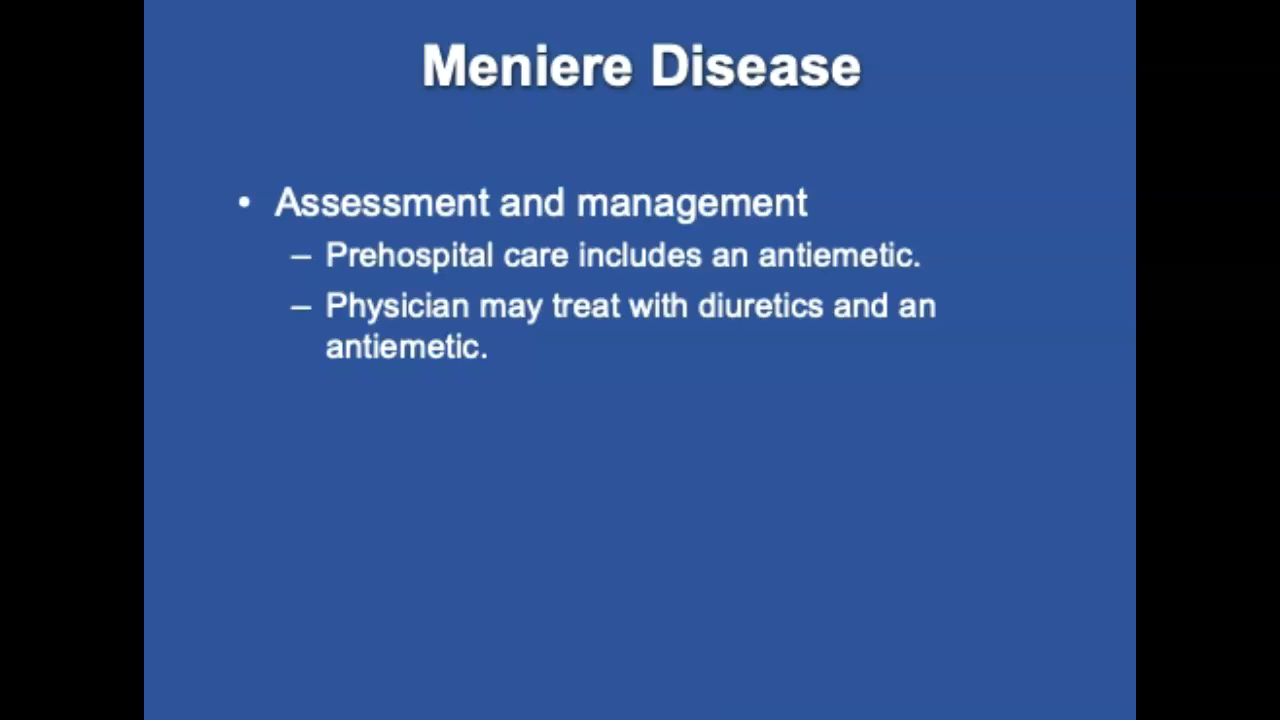 Meniere Disease
• Assessment and management
– Prehospital care includes an antiemetic.
– Physician may treat with diuretics and an
antiemetic.